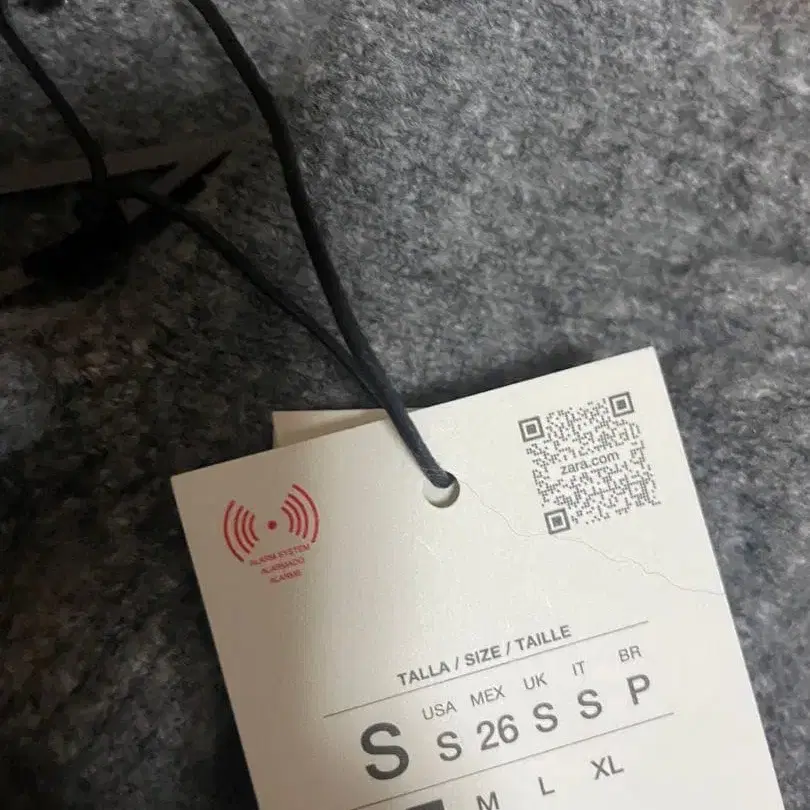 zara.com
ALARM SYSTEM
ALARMADO
ALARME
TALLA / SIZE / TAILLE
USA MEX UK IT BR
S S 26 S S P
M L XL